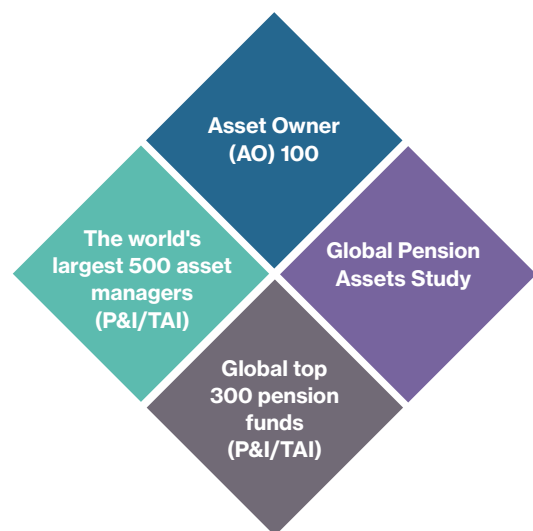 Asset Owner
(AO) 100
The world's
largest 500 asset
managers
(P&I/TAI)
Global Pension
Assets Study
Global top
300 pension
funds
(P&I/TAI)